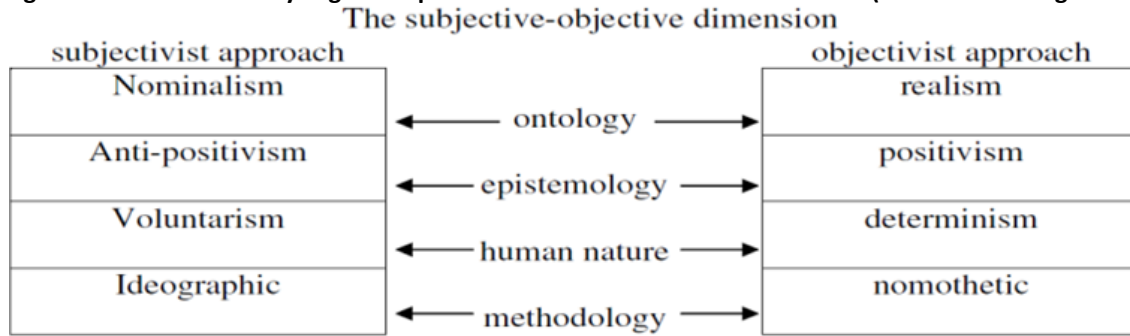 The subjective-objective dimension
subjectivist approach objectivist approach
Nominalism realism
ontology
Anti-positivism positivism
epistemology
Voluntarism determinism
human nature
Ideographic nomothetic
methodology